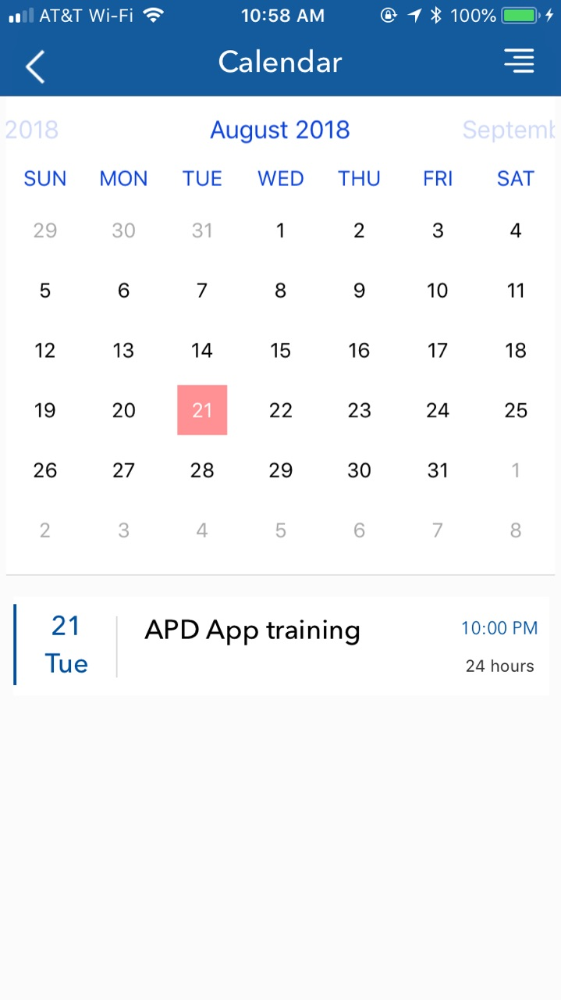 AT&T Wi-Fi 10:58 AM 100%
Calendar
2018 August 2018 Septemb
SUN MON TUE WED THU FRI SAT
29 30 31 1 2 3 4
5 6 7 8 9 10 11
12 13 14 15 16 17 18
19 20 21 22 23 24 25
26 27 28 29 30 31 1
2 3 4 5 6 7 8
21 APD App training 10:00 PM
Tue 24 hours